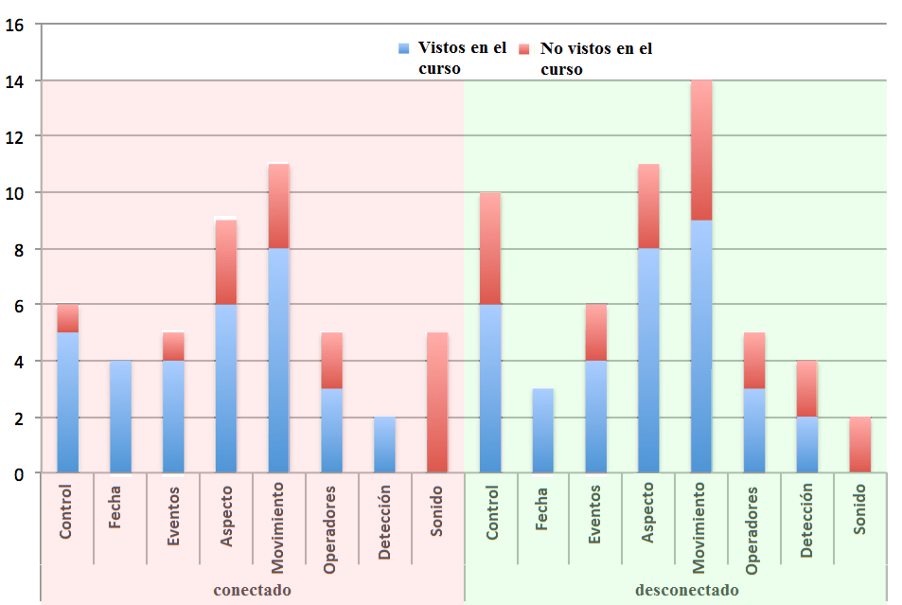 16
14
12
10
8
6
4
2
0
Vistos en el
curso
No vistos en el
curso
Control
Fecha
Eventos
Aspecto
Movimiento
Operadores
Detección
Sonido
Control
Fecha
Eventos
Aspecto
Movimiento
Operadores
Detección
Sonido
conectado
desconectado